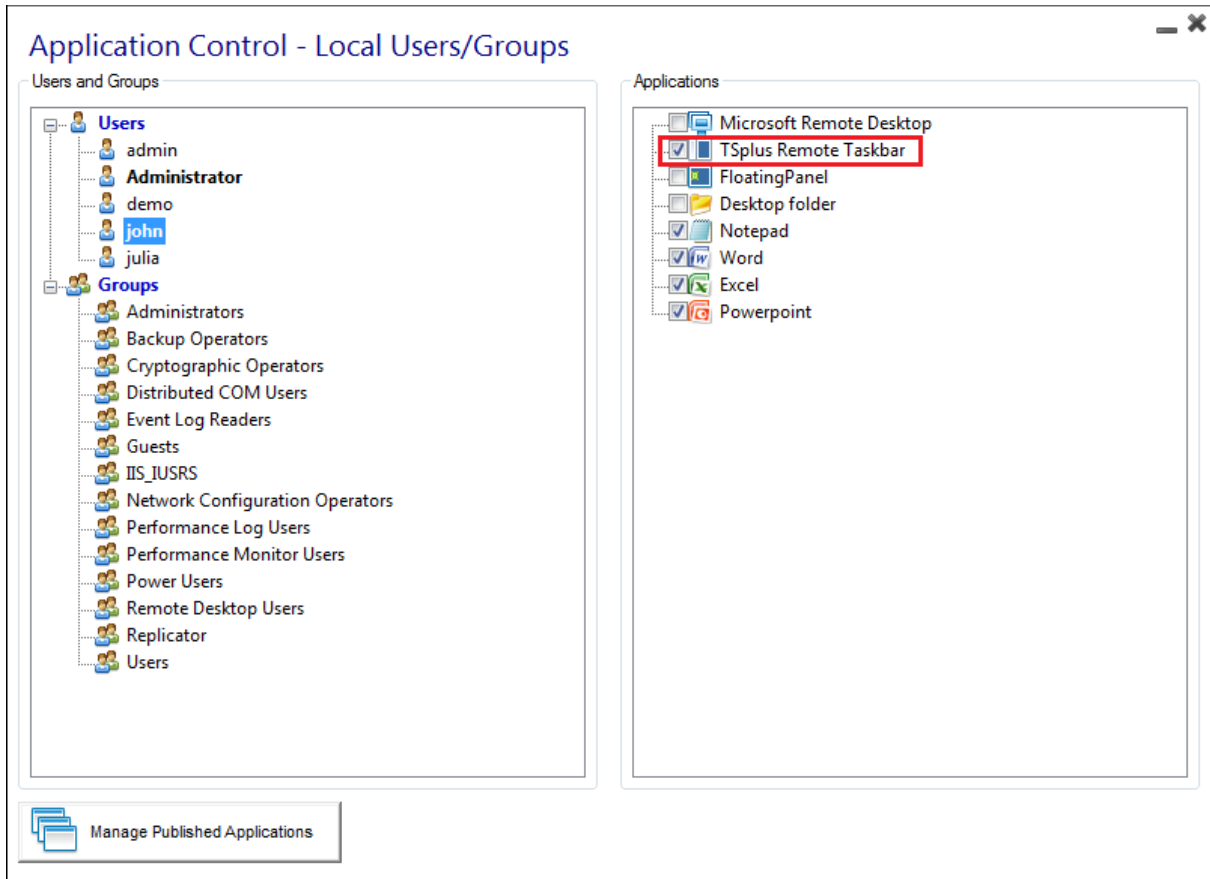 Application Control - Local Users/Groups
Users and Groups
Users
admin
Administrator
demo
john
julia
Groups
Administrators
Backup Operators
Cryptographic Operators
Distributed COM Users
Event Log Readers
Guests
IIS_IUSRS
Network Configuration Operators
Performance Log Users
Performance Monitor Users
Power Users
Remote Desktop Users
Replicator
Users
Applications
Microsoft Remote Desktop
TSplus Remote Taskbar
FloatingPanel
Desktop folder
Notepad
Word
Excel
Powerpoint
Manage Published Applications